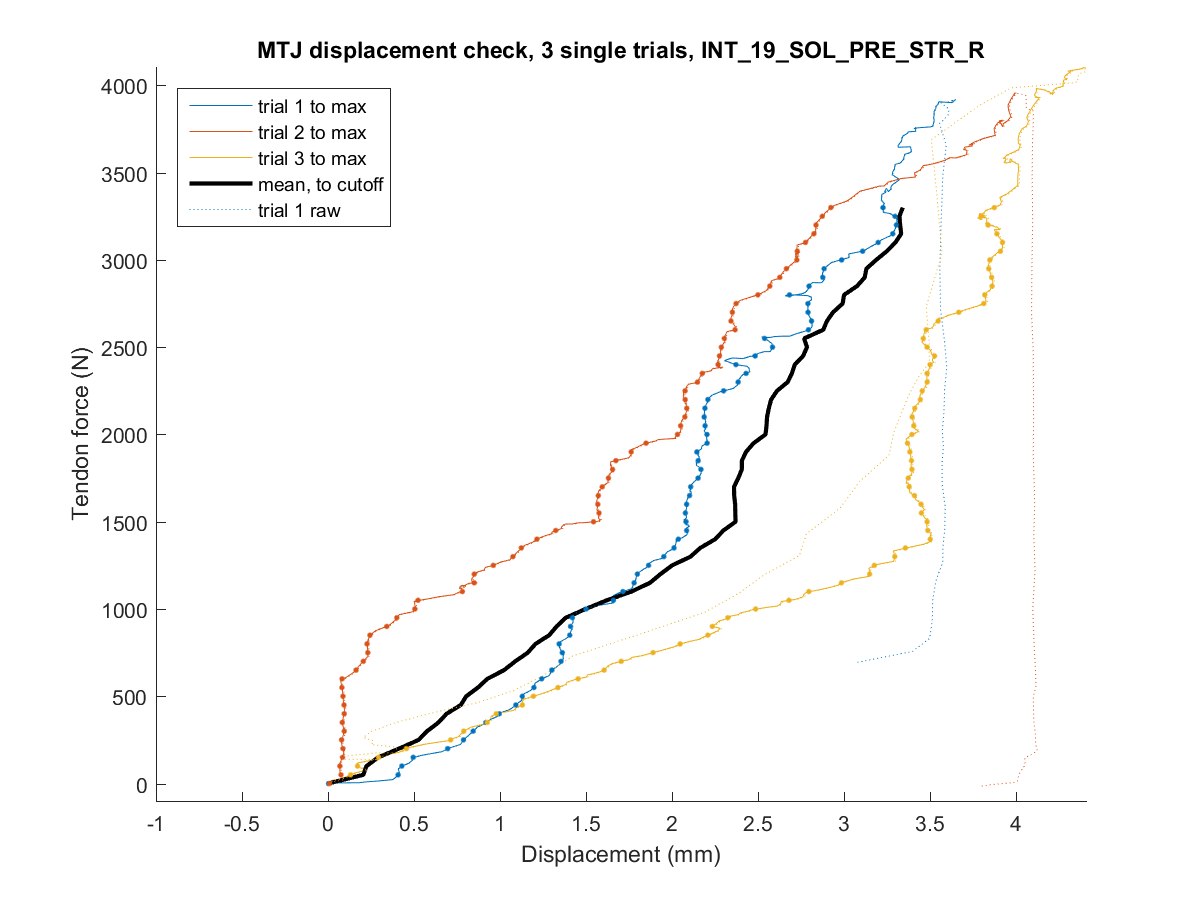 MTJ displacement check, 3 single trials, INT_19_SOL_PRE_STR_R
4000
3500
3000
2500
2000
1500
1000
500
0
Tendon force (N)
trial 1 to max
trial 2 to max
trial 3 to max
mean, to cutoff
trial 1 raw
-1 -0.5 0 0.5 1 1.5 2 2.5 3 3.5 4
Displacement (mm)